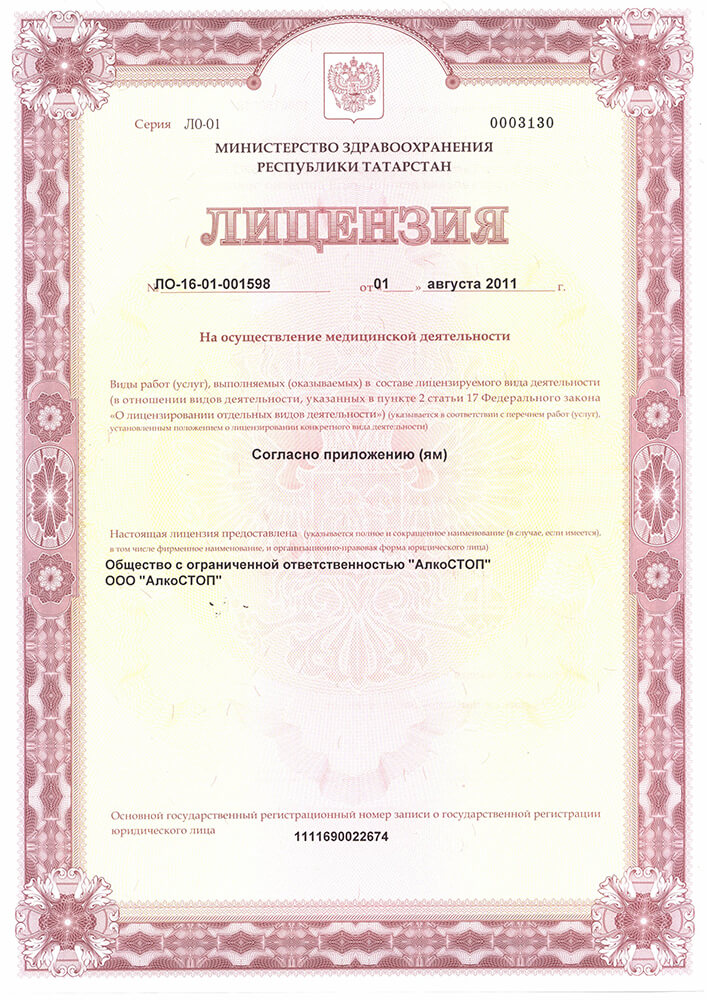 Серия ЛО-01 0003130
МИНИСТЕРСТВО ЗДРАВООХРАНЕНИЯ
РЕСПУБЛИКИ ТАТАРСТАН
ЛИЦЕНЗИЯ
№ ЛО-16-01-001598 от «01» августа 2011 г.
На осуществление медицинской деятельности
Виды работ (услуг), выполняемых (оказываемых) в составе лицензируемого вида деятельности
(в отношении видов деятельности, указанных в пункте 2 статьи 17 Федерального закона
«О лицензировании отдельных видов деятельности») (указывается в соответствии с перечнем работ (услуг),
установленным положением о лицензировании конкретного вида деятельности)
Согласно приложению (ям)
Настоящая лицензия предоставлена (указывается полное и сокращенное наименование (в случае, если имеется),
в том числе фирменное наименование, и организационно-правовая форма юридического лица)
Общество с ограниченной ответственностью "АлкоСТОП"
ООО "АлкоСТОП"
Основной государственный регистрационный номер записи о государственной регистрации
юридического лица 1111690022674